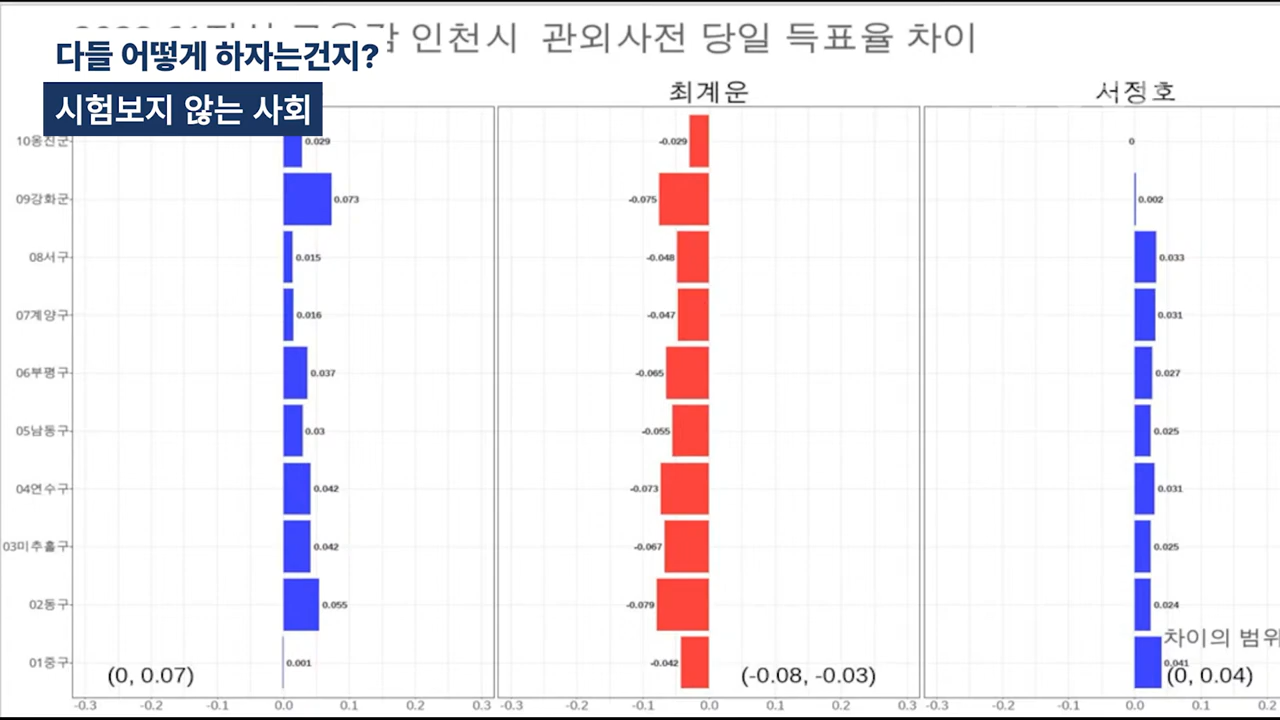 감 인천시 관외사전 당일 득표율 차이
다들 어떻게 하자는건지?
시험보지 않는 사회
최계운
서정호
10옹진군
0.029
-0.029
0
09강화군
0.073
-0.075
0.002
08서구
0.015
-0.048
0.033
07계양구
0.016
-0.047
0.031
06부평구
0.037
-0.065
0.027
05남동구
0.03
-0.055
0.025
04연수구
0.042
-0.073
0.031
03미추홀구
0.042
-0.067
0.025
02동구
0.055
-0.079
0.024
차이의 범위
01중구
0.001
-0.042
0.041
(0, 0.07)
(-0.08, -0.03)
(0, 0.04)
-0.3 -0.2 -0.1 0.0 0.1 0.2 0.3
-0.3 -0.2 -0.1 0.0 0.1 0.2 0.3
-0.3 -0.2 -0.1 0.0 0.1 0.2